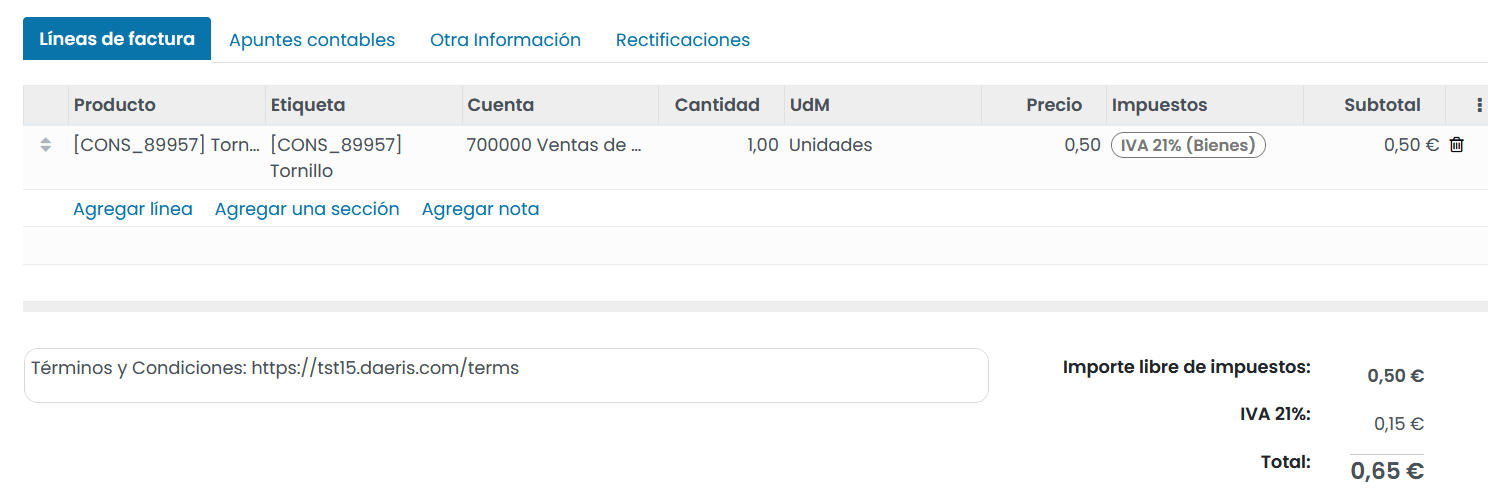 Líneas de factura Apuntes contables Otra Información Rectificaciones
Producto Etiqueta Cuenta Cantidad UdM Precio Impuestos Subtotal
[CONS_89957] Torn... [CONS_89957] 700000 Ventas de ... 1,00 Unidades 0,50 IVA 21% (Bienes) 0,50 €
Tornillo
Agregar línea Agregar una sección Agregar nota
Términos y Condiciones: https://tst15.daeris.com/terms
Importe libre de impuestos: 0,50 €
IVA 21%: 0,15 €
Total: 0,65 €